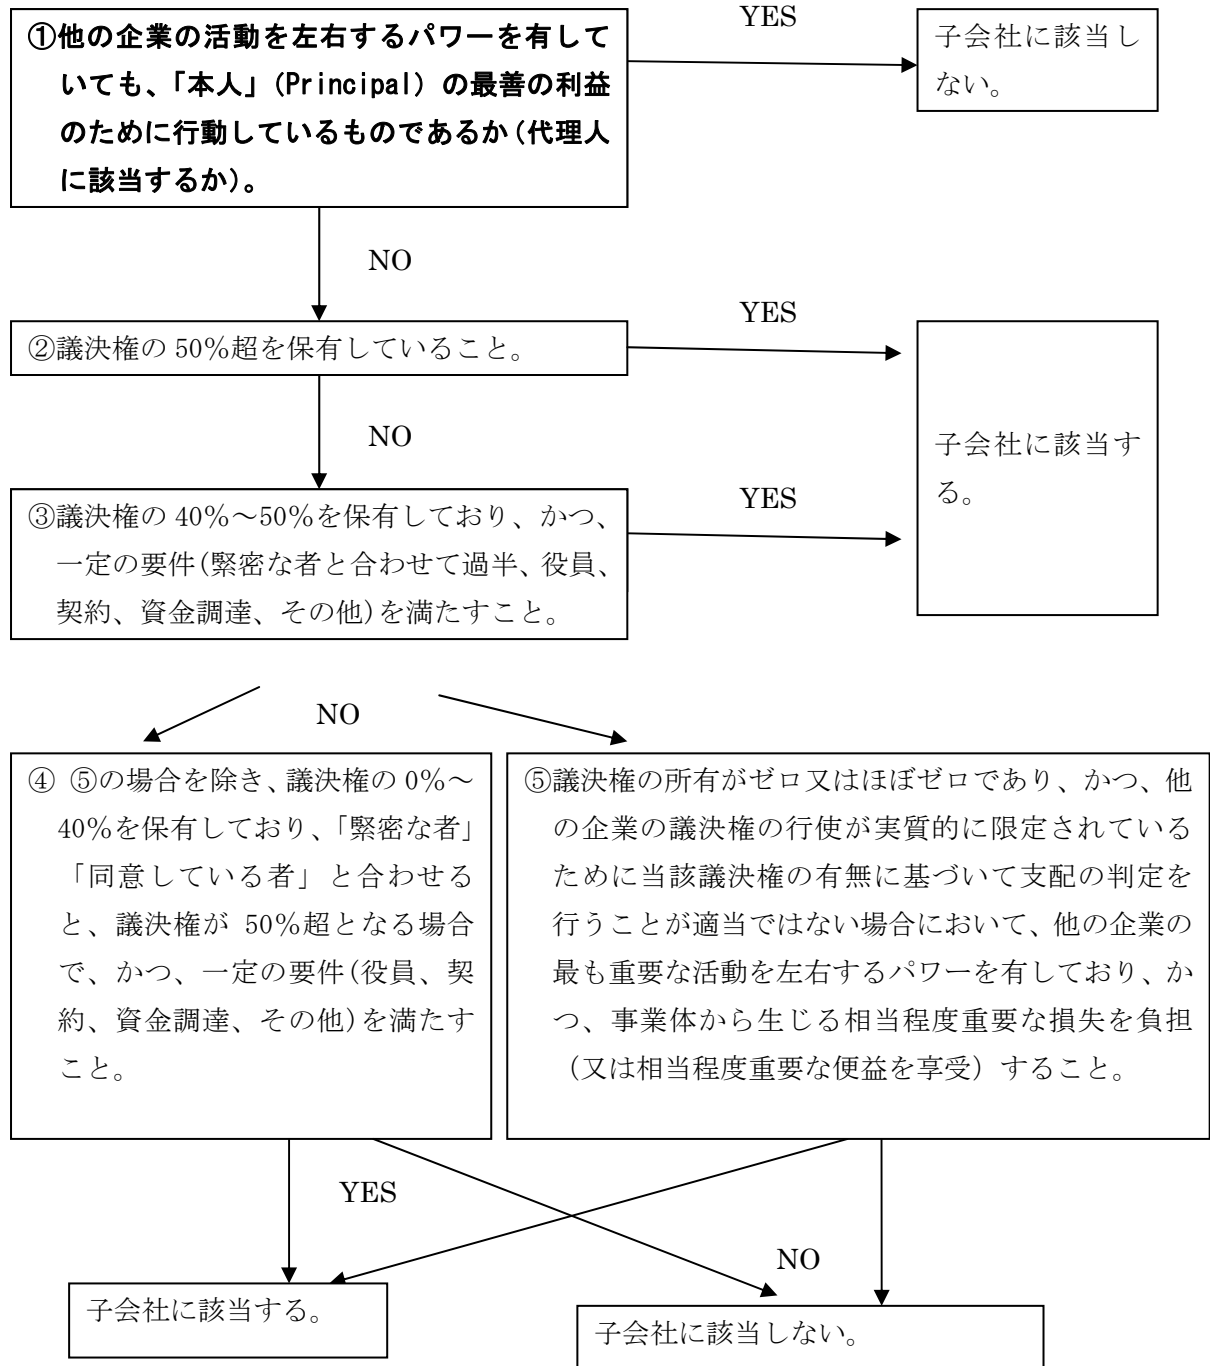 ①他の企業の活動を左右するパワーを有して
いても、「本人」(Principal) の最善の利益
のために行動しているものであるか(代理人
に該当するか)。
YES
子会社に該当し
ない。
NO
②議決権の 50％超を保有していること。
YES
子会社に該当す
る。
NO
③議決権の 40％～50％を保有しており、かつ、
一定の要件(緊密な者と合わせて過半、役員、
契約、資金調達、その他)を満たすこと。
YES
NO
④ ⑤の場合を除き、議決権の 0％～
40％を保有しており、「緊密な者」
「同意している者」と合わせる
と、議決権が 50％超となる場合
で、かつ、一定の要件(役員、契
約、資金調達、その他)を満たす
こと。
⑤議決権の所有がゼロ又はほぼゼロであり、かつ、他
の企業の議決権の行使が実質的に限定されている
ために当該議決権の有無に基づいて支配の判定を
行うことが適当ではない場合において、他の企業の
最も重要な活動を左右するパワーを有しており、か
つ、事業体から生じる相当程度重要な損失を負担
（又は相当程度重要な便益を享受）すること。
YES
NO
子会社に該当する。
子会社に該当しない。